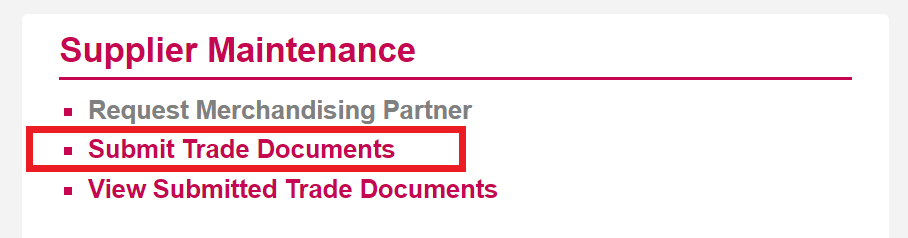 Supplier Maintenance
Request Merchandising Partner
Submit Trade Documents
View Submitted Trade Documents